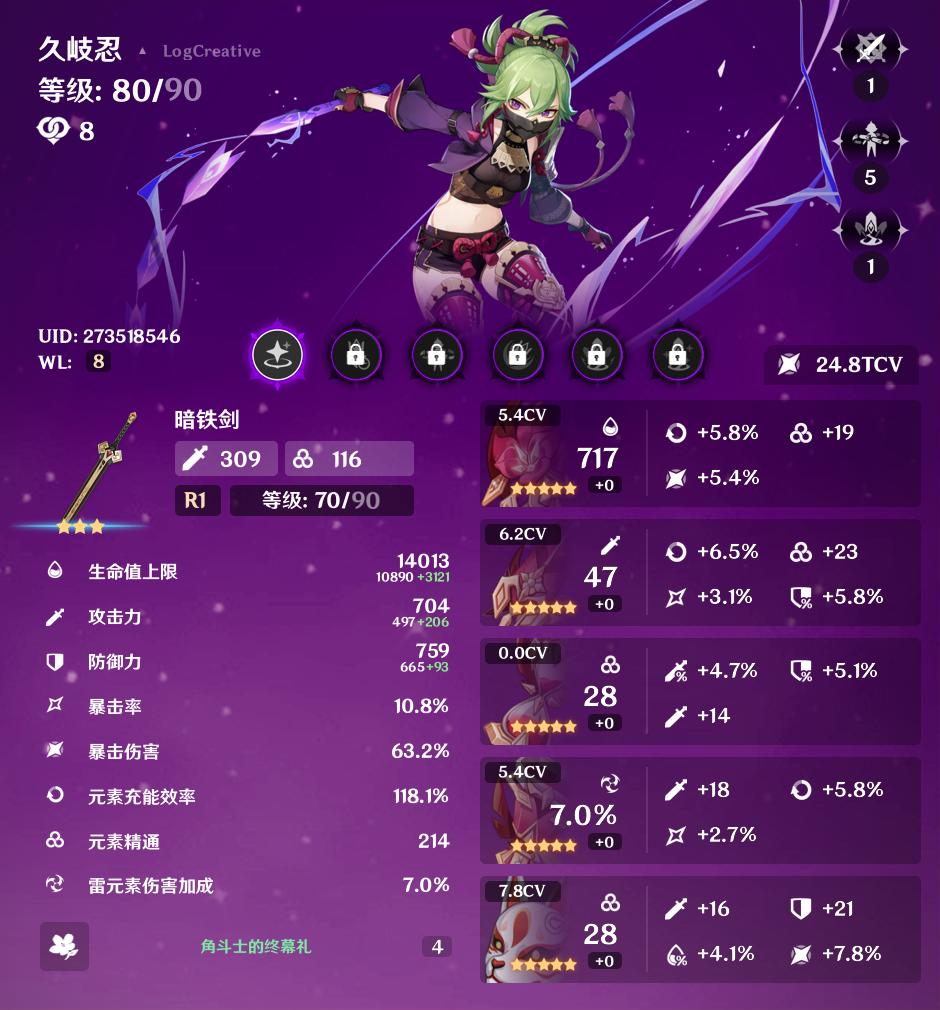 久岐忍 ▲ LogCreative
等级: 80/90
8
1
5
1
UID: 273518546
WL: 8
24.8TCV
暗铁剑
309 116
R1 等级: 70/90
生命值上限 14013
10890 +3121
攻击力 704
497+206
防御力 759
665+93
暴击率 10.8%
暴击伤害 63.2%
元素充能效率 118.1%
元素精通 214
雷元素伤害加成 7.0%
角斗士的终幕礼 4
5.4CV
717
+0
+5.8% +19
+5.4%
6.2CV
47
+0
+6.5% +23
+3.1% +5.8%
0.0CV
28
+0
+4.7% +5.1%
+14
5.4CV
7.0%
+0
+18 +5.8%
+2.7%
7.8CV
28
+0
+16 +21
+4.1% +7.8%